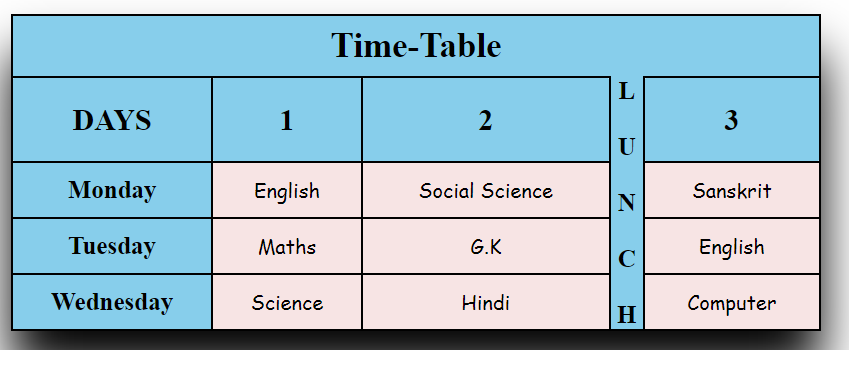 Time-Table
DAYS 1 2 L U N C H 3
Monday English Social Science Sanskrit
Tuesday Maths G.K English
Wednesday Science Hindi Computer